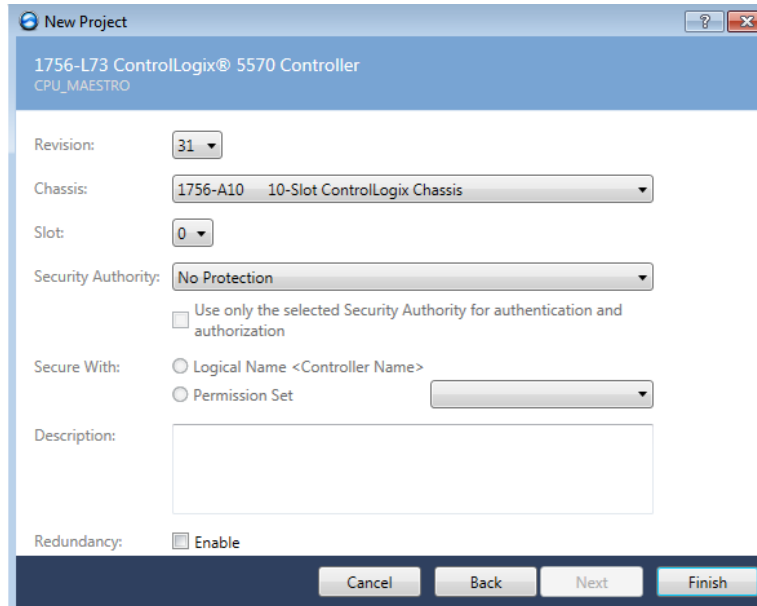 New Project
1756-L73 ControlLogix® 5570 Controller
CPU_MAESTRO
Revision: 31
Chassis: 1756-A10 10-Slot ControlLogix Chassis
Slot: 0
Security Authority: No Protection
Use only the selected Security Authority for authentication and
authorization
Secure With: Logical Name <Controller Name>
Permission Set
Description:
Redundancy: Enable
Cancel Back Next Finish